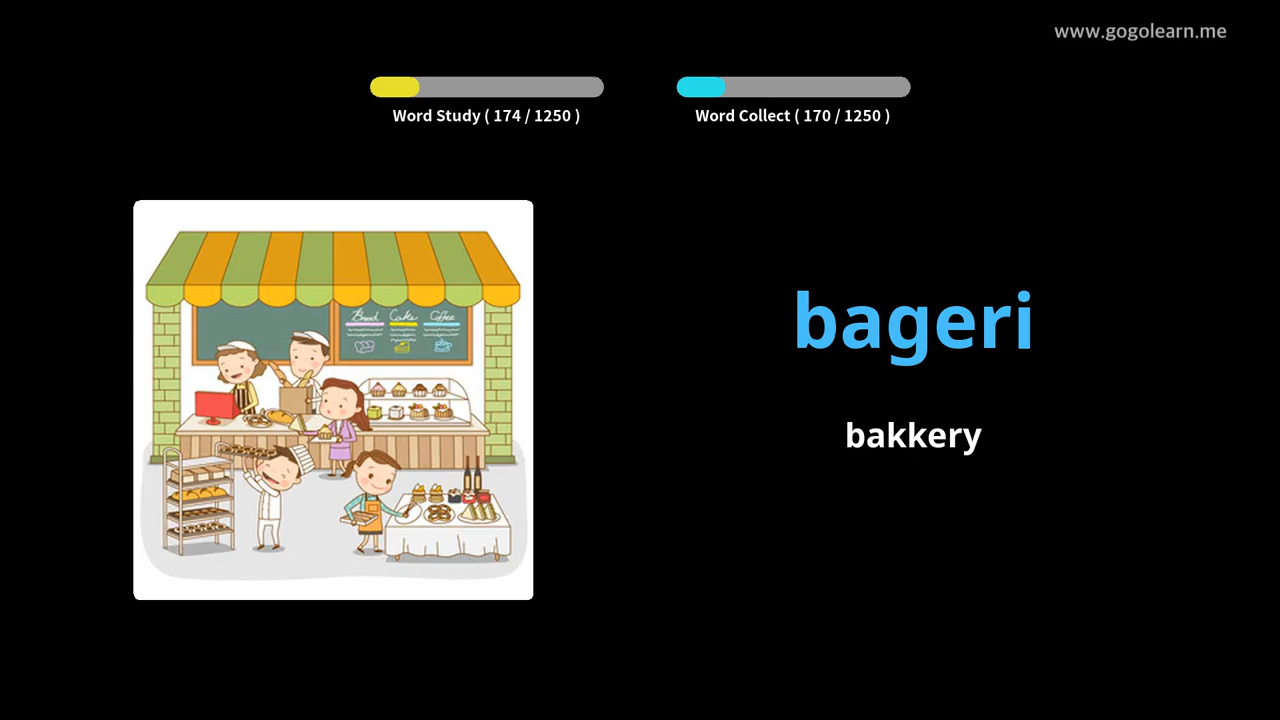 www.gogolearn.me
Word Study ( 174 / 1250 )
Word Collect ( 170 / 1250 )
Bread Cake Coffee
bageri
bakkery